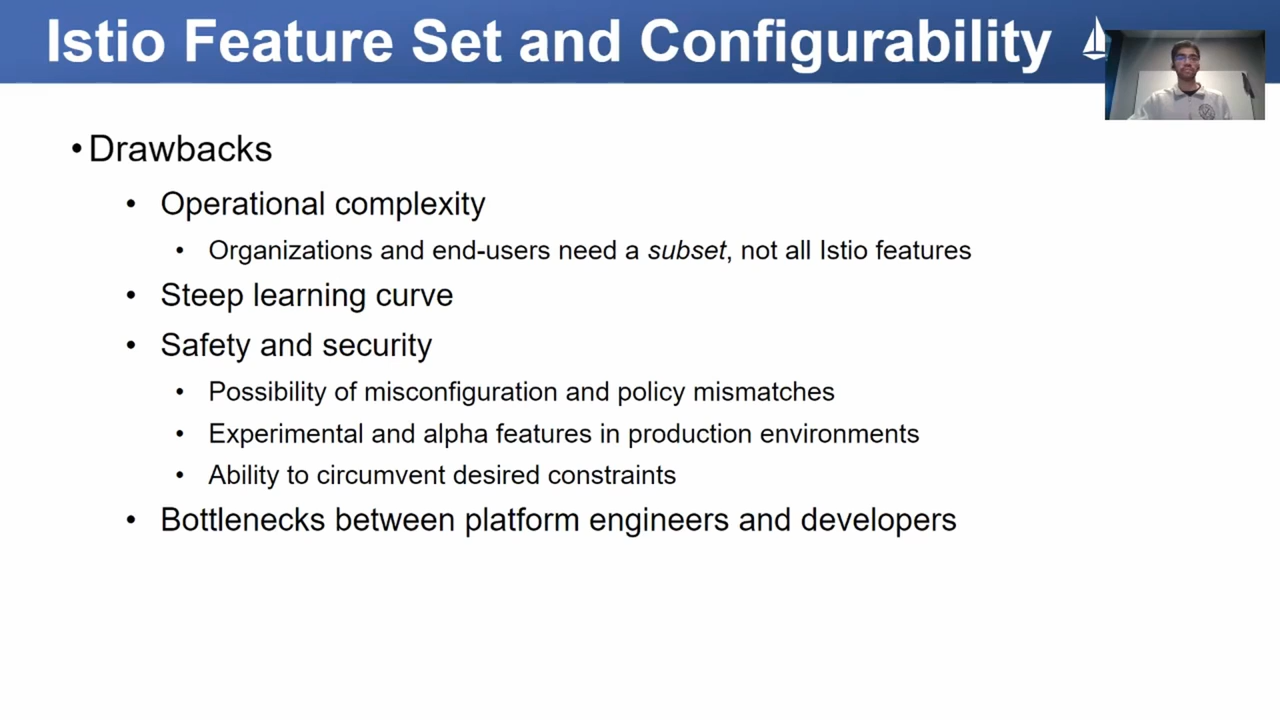 Istio Feature Set and Configurability
• Drawbacks
• Operational complexity
• Organizations and end-users need a subset, not all Istio features
• Steep learning curve
• Safety and security
• Possibility of misconfiguration and policy mismatches
• Experimental and alpha features in production environments
• Ability to circumvent desired constraints
• Bottlenecks between platform engineers and developers